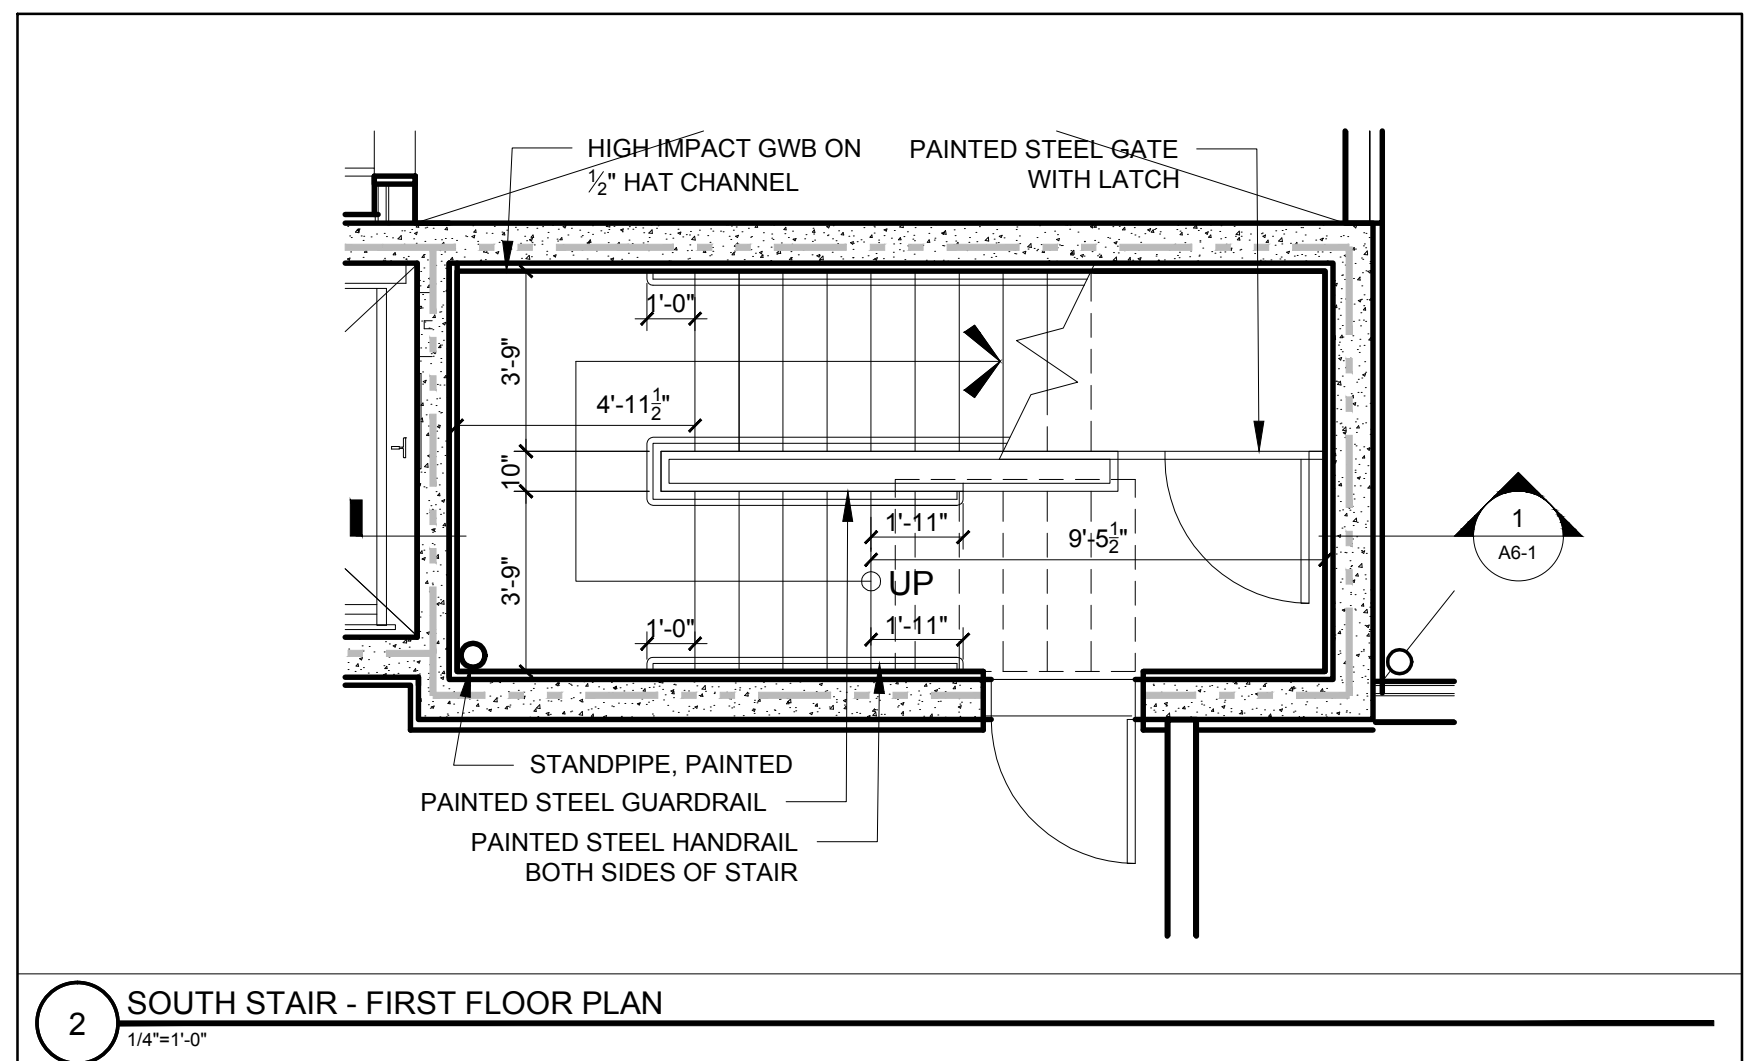 HIGH IMPACT GWB ON
½" HAT CHANNEL
PAINTED STEEL GATE
WITH LATCH
1'-0"
3'-9"
4'-11½"
10"
1'-11"
9'-5½"
1
A6-1
3'-9"
UP
1'-0"
1'-11"
STANDPIPE, PAINTED
PAINTED STEEL GUARDRAIL
PAINTED STEEL HANDRAIL
BOTH SIDES OF STAIR
2
SOUTH STAIR - FIRST FLOOR PLAN
1/4"=1'-0"